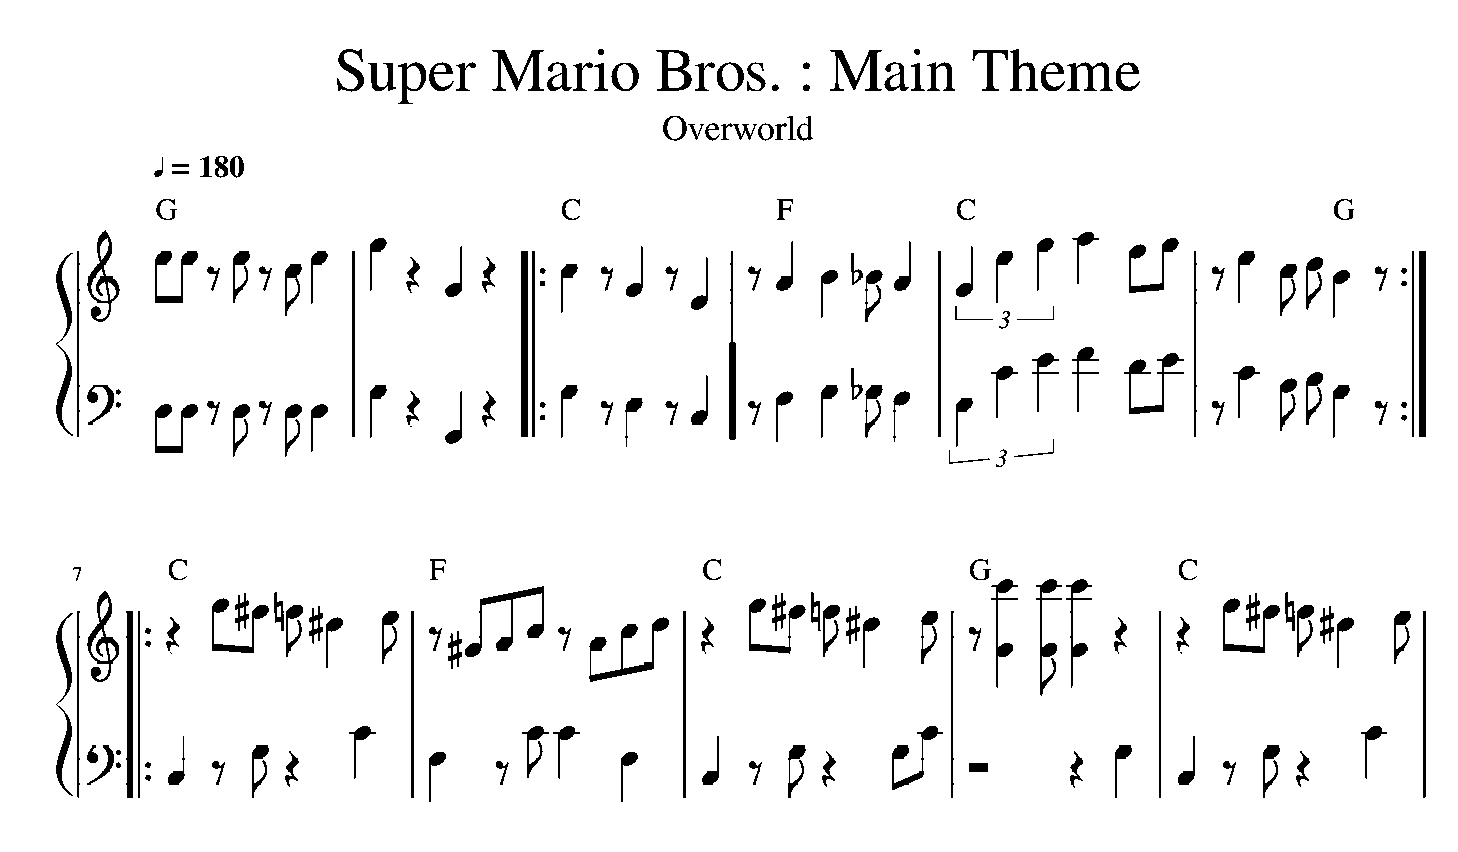 Super Mario Bros. : Main Theme
Overworld
♩ = 180
G C F C G
3
3
7 C F C G C